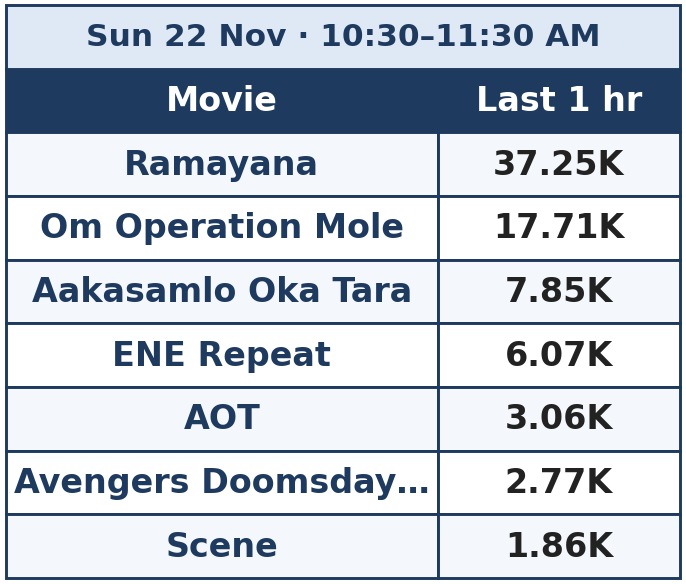 Sun 22 Nov · 10:30–11:30 AM
Movie Last 1 hr
Ramayana 37.25K
Om Operation Mole 17.71K
Aakasamlo Oka Tara 7.85K
ENE Repeat 6.07K
AOT 3.06K
Avengers Doomsday… 2.77K
Scene 1.86K